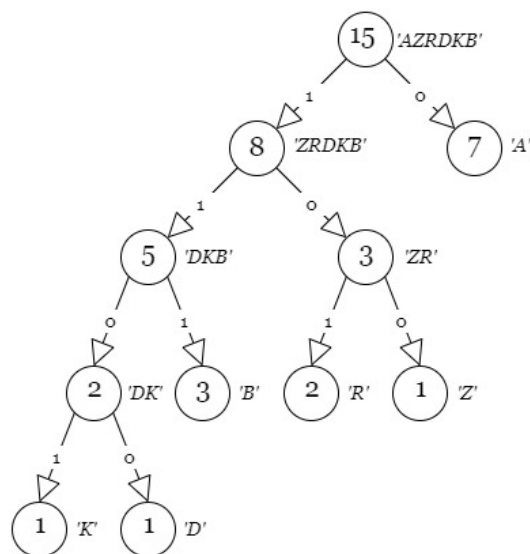 15 'AZRDKB'
1 0
8 'ZRDKB' 7 'A'
1 0
5 'DKB' 3 'ZR'
0 1 1 0
2 'DK' 3 'B' 2 'R' 1 'Z'
1 0
1 'K' 1 'D'